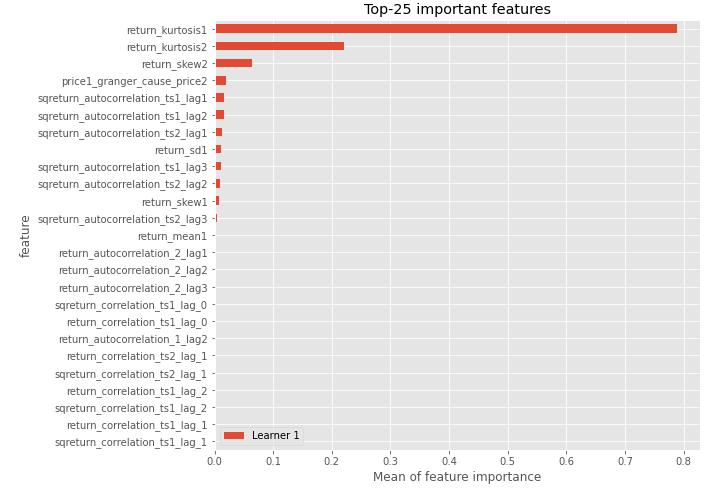 Top-25 important features
return_kurtosis1
return_kurtosis2
return_skew2
price1_granger_cause_price2
sqreturn_autocorrelation_ts1_lag1
sqreturn_autocorrelation_ts1_lag2
sqreturn_autocorrelation_ts2_lag1
return_sd1
sqreturn_autocorrelation_ts1_lag3
sqreturn_autocorrelation_ts2_lag2
return_skew1
sqreturn_autocorrelation_ts2_lag3
return_mean1
return_autocorrelation_2_lag1
return_autocorrelation_2_lag2
return_autocorrelation_2_lag3
sqreturn_correlation_ts1_lag_0
return_correlation_ts1_lag_0
return_autocorrelation_1_lag2
return_correlation_ts2_lag_1
sqreturn_correlation_ts2_lag_1
return_correlation_ts1_lag_2
sqreturn_correlation_ts1_lag_2
return_correlation_ts1_lag_1
sqreturn_correlation_ts1_lag_1
feature
Learner 1
0.0 0.1 0.2 0.3 0.4 0.5 0.6 0.7 0.8
Mean of feature importance